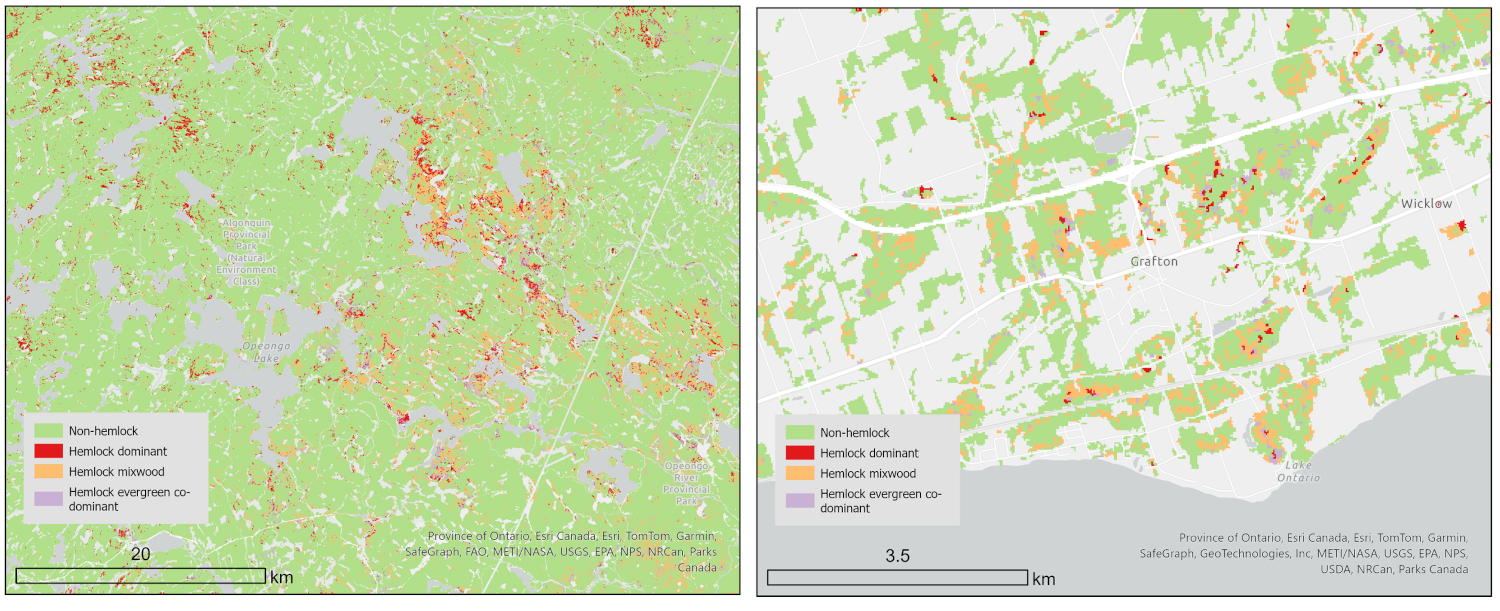 Algonquin
Provincial
Park
(Natural
Environment
Class)
Opeongo
Lake
Non-hemlock
Hemlock dominant
Hemlock mixwood
Hemlock evergreen co-
dominant
Opeongo
River
Provincial
Park
Province of Ontario, Esri Canada, Esri, TomTom, Garmin,
SafeGraph, FAO, METI/NASA, USGS, EPA, NPS, NRCan, Parks
Canada
20
km
Wicklow
Grafton
Non-hemlock
Hemlock dominant
Hemlock mixwood
Hemlock evergreen co-
dominant
Lake
Ontario
Province of Ontario, Esri Canada, Esri, TomTom, Garmin,
SafeGraph, GeoTechnologies, Inc, METI/NASA, USGS, EPA, NPS,
USDA, NRCan, Parks Canada
3.5
km